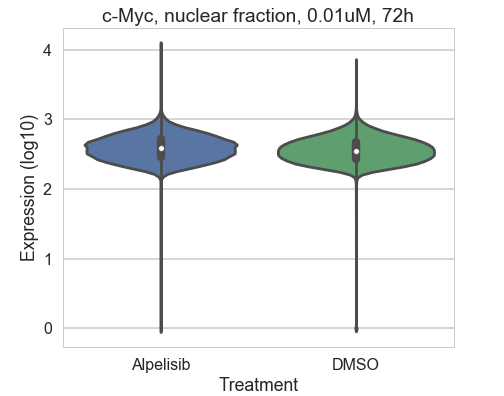 c-Myc, nuclear fraction, 0.01uM, 72h
Expression (log10)
4
3
2
1
0
Alpelisib
DMSO
Treatment